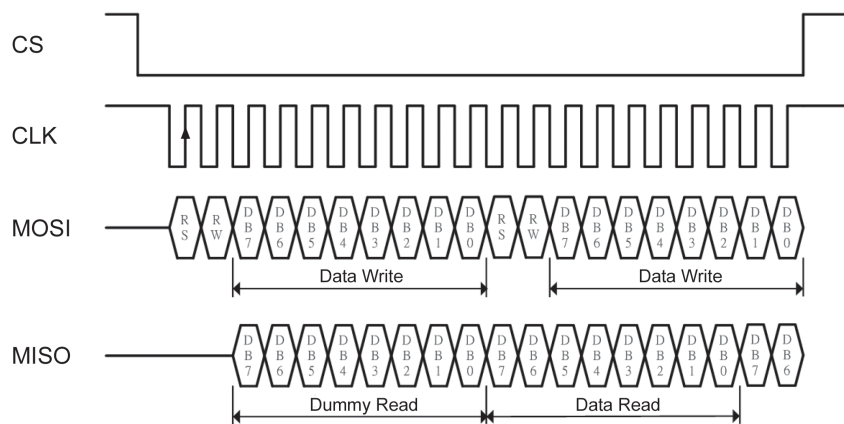 CS
CLK
MOSI
RS RW DB7 DB6 DB5 DB4 DB3 DB2 DB1 DB0 RS RW DB7 DB6 DB5 DB4 DB3 DB2 DB1 DB0
Data Write Data Write
MISO
DB7 DB6 DB5 DB4 DB3 DB2 DB1 DB0 DB7 DB6 DB5 DB4 DB3 DB2 DB1 DB0 DB7 DB6
Dummy Read Data Read